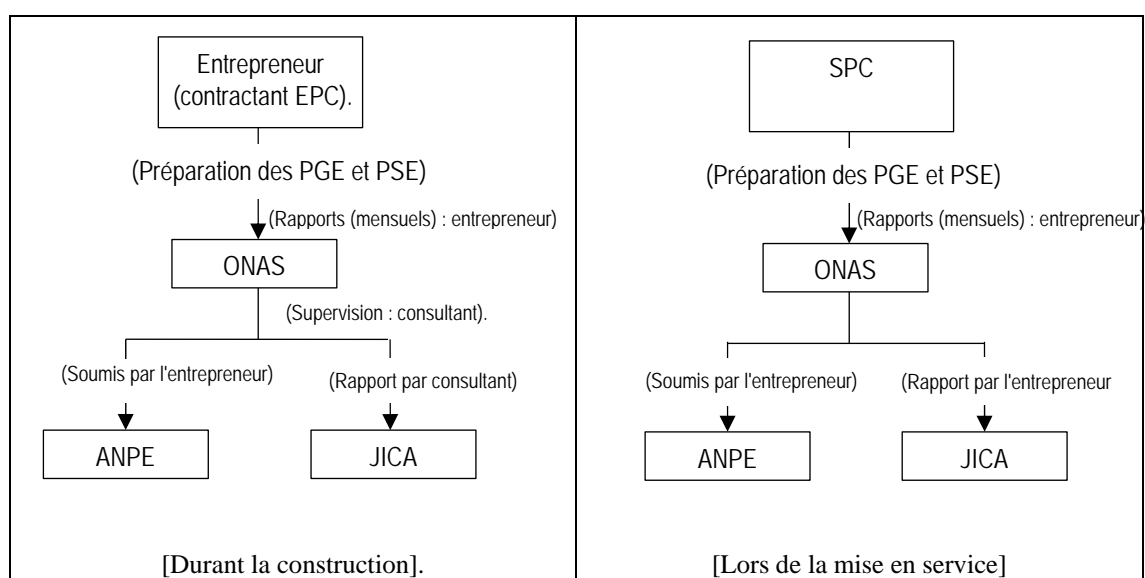 Entrepreneur
(contractant EPC).
(Préparation des PGE et PSE)
(Rapports (mensuels) : entrepreneur)
ONAS
(Supervision : consultant).
(Soumis par l'entrepreneur)
(Rapport par consultant)
ANPE
JICA
[Durant la construction].
SPC
(Préparation des PGE et PSE)
(Rapports (mensuels) : entrepreneur)
ONAS
(Soumis par l'entrepreneur)
(Rapport par l'entrepreneur
ANPE
JICA
[Lors de la mise en service]